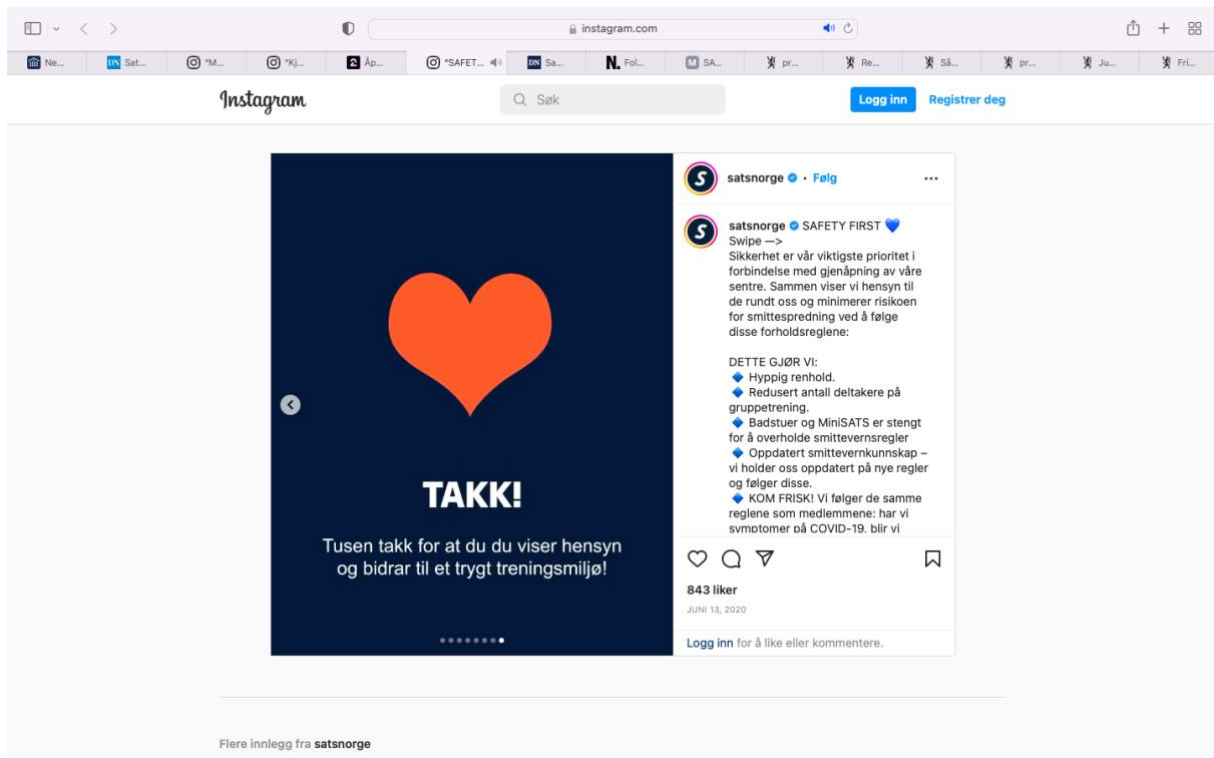 instagram.com
Ne... Sat... "M... "Kj... 2 Åp... "SAFET... DN Sa... N. Fol... M SA... pr... Re... Så... pr... Ju... Fri...
Instagram
Søk
Logg inn
Registrer deg
TAKK!
Tusen takk for at du du viser hensyn
og bidrar til et trygt treningsmiljø!
satsnorge • Følg
satsnorge SAFETY FIRST 💙
Swipe —>
Sikkerhet er vår viktigste prioritet i
forbindelse med gjenåpning av våre
sentre. Sammen viser vi hensyn til
de rundt oss og minimerer risikoen
for smittespredning ved å følge
disse forholdsreglene:
DETTE GJØR VI:
🔷 Hyppig renhold.
🔷 Redusert antall deltakere på
gruppetrening.
🔷 Badstuer og MiniSATS er stengt
for å overholde smittevernsregler
🔷 Oppdatert smittevernkunnskap –
vi holder oss oppdatert på nye regler
og følger disse.
🔷 KOM FRISK! Vi følger de samme
reglene som medlemmene: har vi
symptomer på COVID-19, blir vi
843 liker
JUNI 13, 2020
Logg inn for å like eller kommentere.
Flere innlegg fra satsnorge